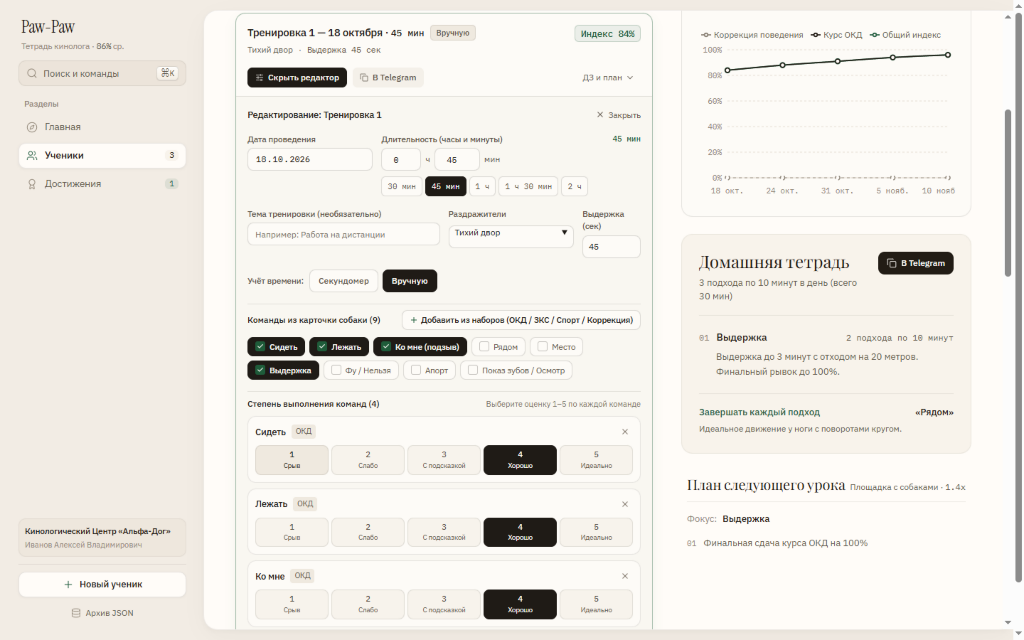 Paw-Paw
Тетрадь кинолога · 86% ср.
Поиск и команды ⌘K
Разделы
Главная
Ученики 3
Достижения 1
Кинологический Центр «Альфа-Дог»
Иванов Алексей Владимирович
+ Новый ученик
Архив JSON
Тренировка 1 — 18 октября · 45 мин Вручную Индекс 84%
Тихий двор · Выдержка 45 сек
Скрыть редактор В Telegram ДЗ и план
Редактирование: Тренировка 1 × Закрыть
Дата проведения Длительность (часы и минуты) 45 мин
18.10.2026 0 ч 45 мин
30 мин 45 мин 1 ч 1 ч 30 мин 2 ч
Тема тренировки (необязательно) Раздражители Выдержка (сек)
Например: Работа на дистанции Тихий двор 45
Учёт времени: Секундомер Вручную
Команды из карточки собаки (9) + Добавить из наборов (ОКД / ЗКС / Спорт / Коррекция)
Сидеть Лежать Ко мне (подзыв) Рядом Место
Выдержка Фу / Нельзя Апорт Показ зубов / Осмотр
Степень выполнения команд (4) Выберите оценку 1–5 по каждой команде
Сидеть ОКД ×
1 2 3 4 5
Срыв Слабо С подсказкой Хорошо Идеально
Лежать ОКД ×
1 2 3 4 5
Срыв Слабо С подсказкой Хорошо Идеально
Ко мне ОКД ×
1 2 3 4 5
Срыв Слабо С подсказкой Хорошо Идеально
Коррекция поведения Курс ОКД Общий индекс
100%
80%
60%
40%
20%
0%
18 окт. 24 окт. 31 окт. 5 нояб. 10 нояб
Домашняя тетрадь В Telegram
3 подхода по 10 минут в день (всего
30 мин)
01 Выдержка 2 подхода по 10 минут
Выдержка до 3 минут с отходом на 20 метров.
Финальный рывок до 100%.
Завершать каждый подход «Рядом»
Идеальное движение у ноги с поворотами кругом.
План следующего урока Площадка с собаками · 1.4x
Фокус: Выдержка
01 Финальная сдача курса ОКД на 100%